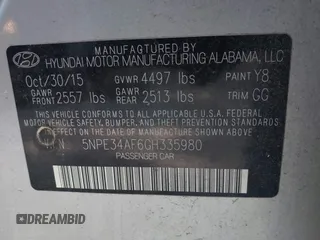 MANUFACTURED BY
HYUNDAI MOTOR MANUFACTURING ALABAMA, LLC
Oct/30/15 GVWR 4497 lbs PAINT Y8
GAWR FRONT 2557 lbs GAWR REAR 2513 lbs TRIM GG
THIS VEHICLE CONFORMS TO ALL APPLICABLE U.S. FEDERAL MOTOR
VEHICLE SAFETY, BUMPER, AND THEFT PREVENTION STANDARDS
IN EFFECT ON THE DATE OF MANUFACTURE SHOWN ABOVE.
5NPE34AF6GH335980
PASSENGER CAR
DREAMBID